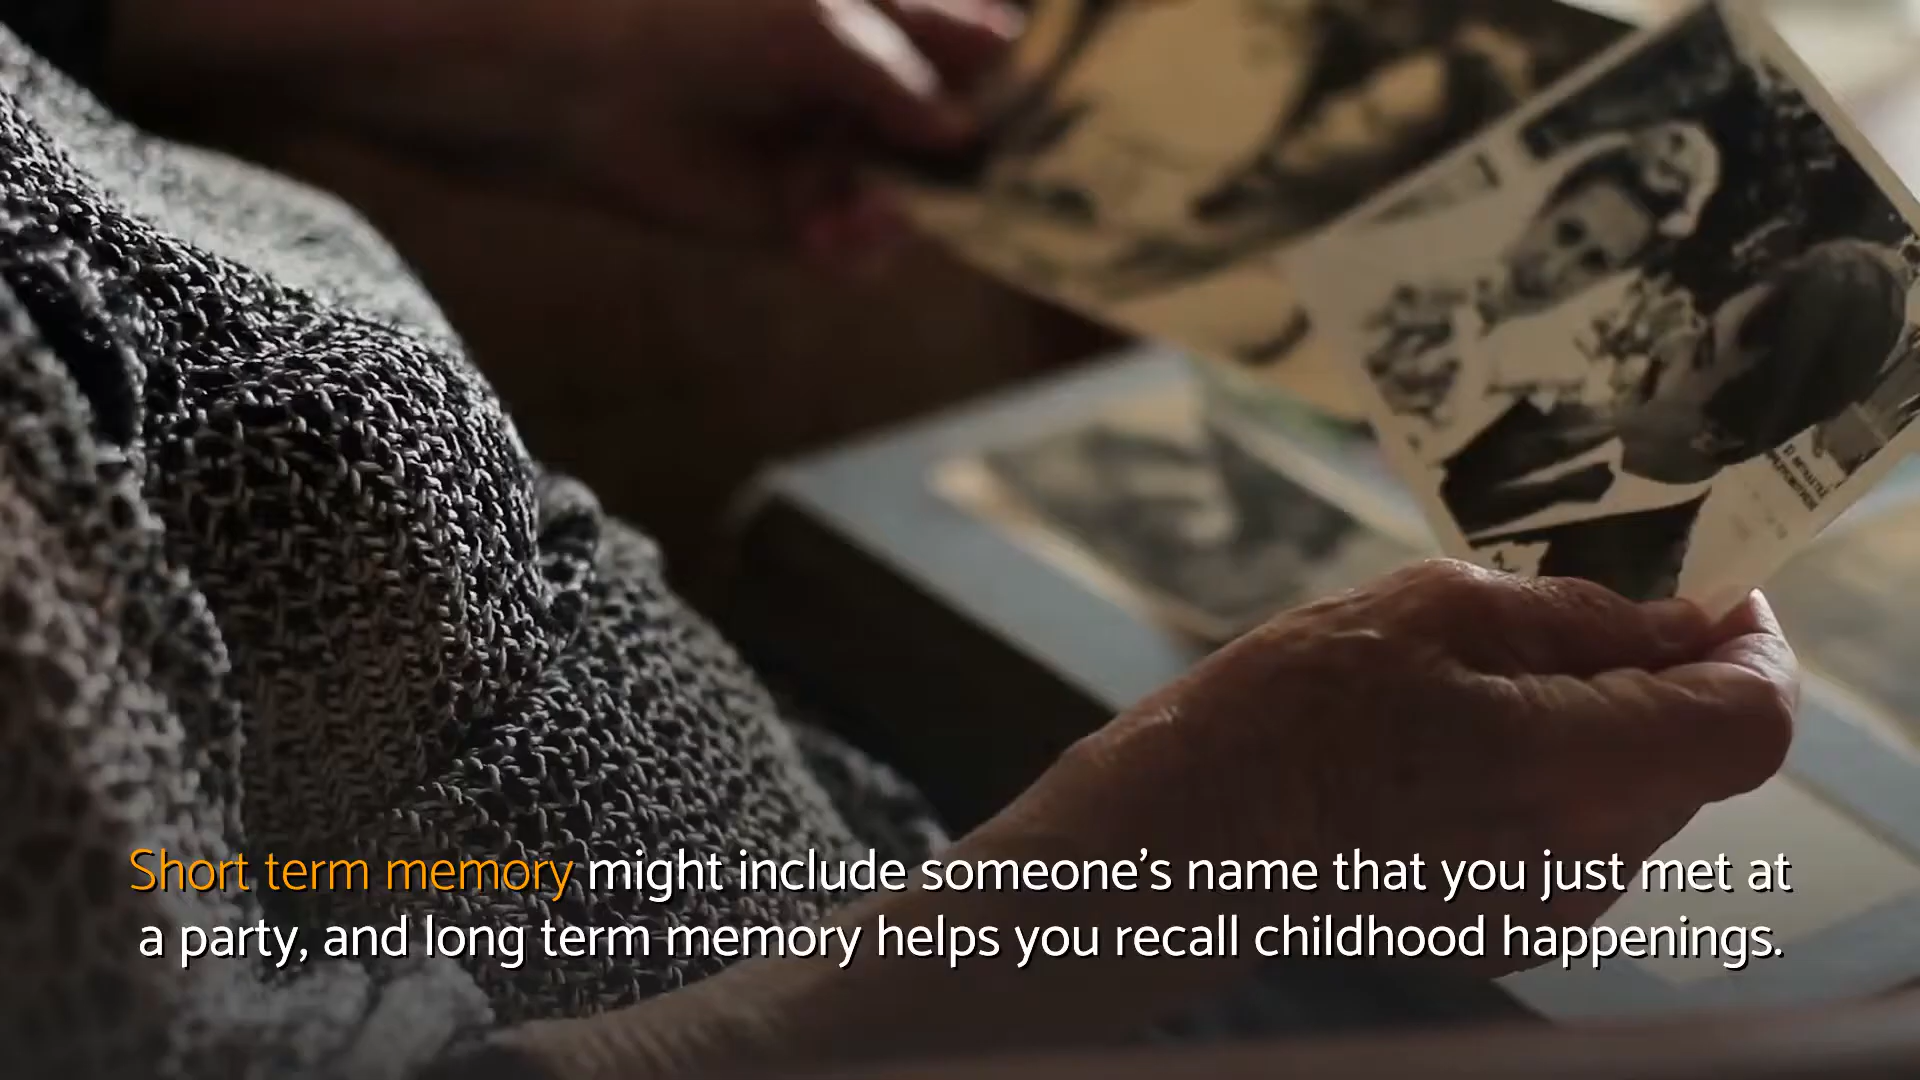 Short term memory might include someone's name that you just met at
a party, and long term memory helps you recall childhood happenings.